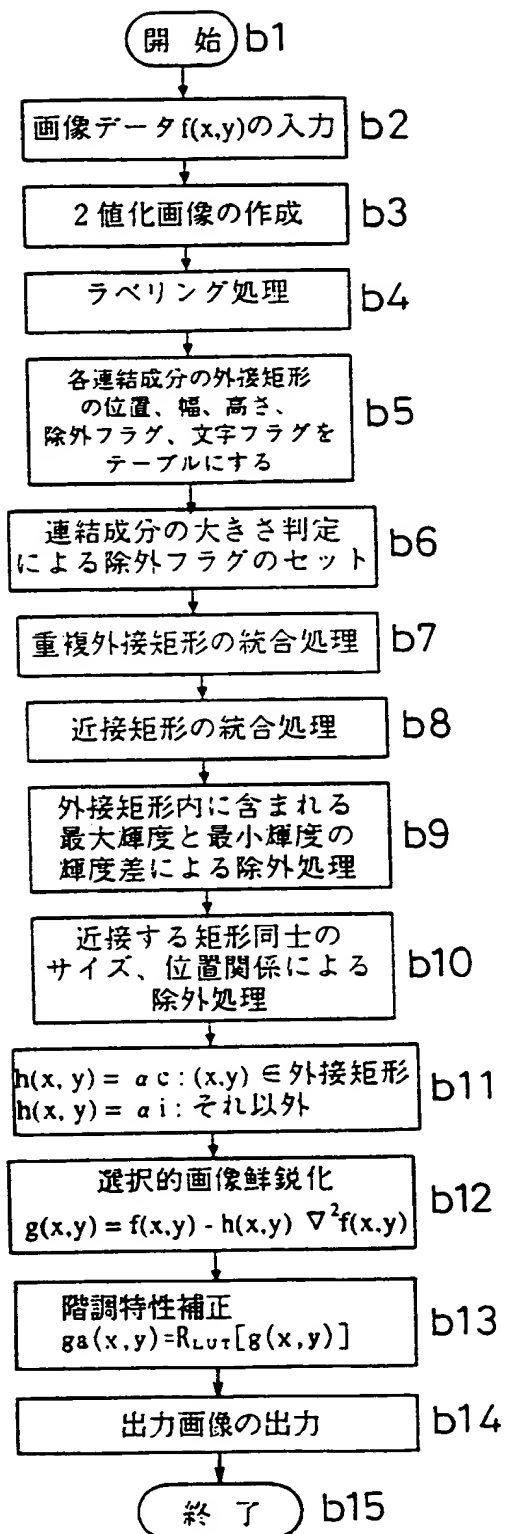 開 始 b1
画像データf(x,y)の入力 b2
2値化画像の作成 b3
ラベリング処理 b4
各連結成分の外接矩形
の位置、幅、高さ、
除外フラグ、文字フラグを
テーブルにする b5
連結成分の大きさ判定
による除外フラグのセット b6
重複外接矩形の統合処理 b7
近接矩形の統合処理 b8
外接矩形内に含まれる
最大輝度と最小輝度の
輝度差による除外処理 b9
近接する矩形同士の
サイズ、位置関係による
除外処理 b10
h(x, y) = αc : (x,y) ∈ 外接矩形
h(x, y) = αi : それ以外 b11
選択的画像鮮鋭化
g(x,y) = f(x,y) - h(x,y) ∇²f(x,y) b12
階調特性補正
ga(x,y)=RLUT[g(x,y)] b13
出力画像の出力 b14
終 了 b15